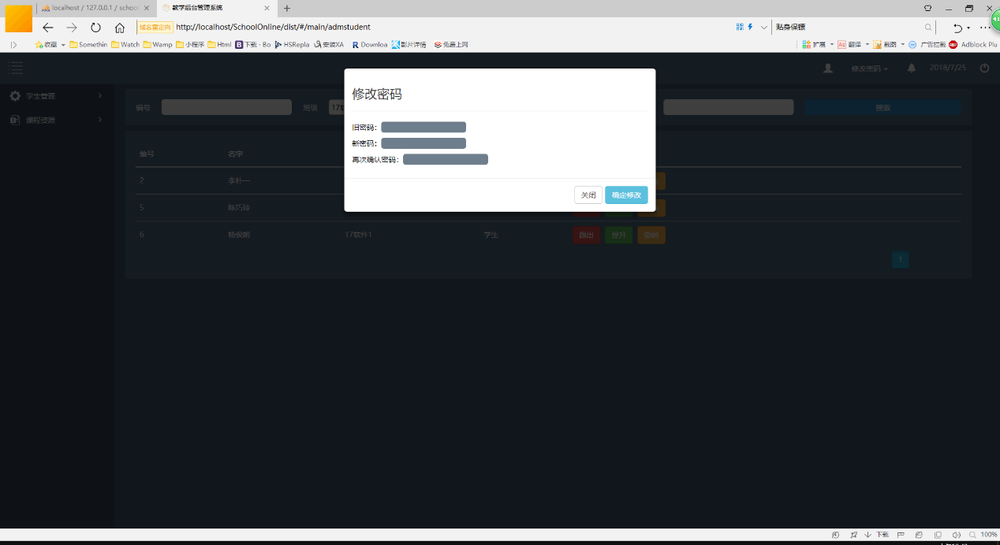 localhost / 127.0.0.1 / school
教学后台管理系统
域名重定向 http://localhost/SchoolOnline/dist/#/main/admstudent
贴身保镖
收藏 Somethin Watch Wamp 小程序 Html 下载 · Bo HSRepla 安装XA Downloa 影片详情 免费上网
扩展 翻译 截图 广告拦截 Adblock Plu
修改密码 2018/7/25
学生管理
课程资源
编号 班级 搜索
修改密码
旧密码：
新密码：
再次确认密码：
关闭 确定修改
编号 名字
2 李朴一
5 陈巧玲
6 杨俊朗 17软件1 学生 踢出 提升
1
下载 100%